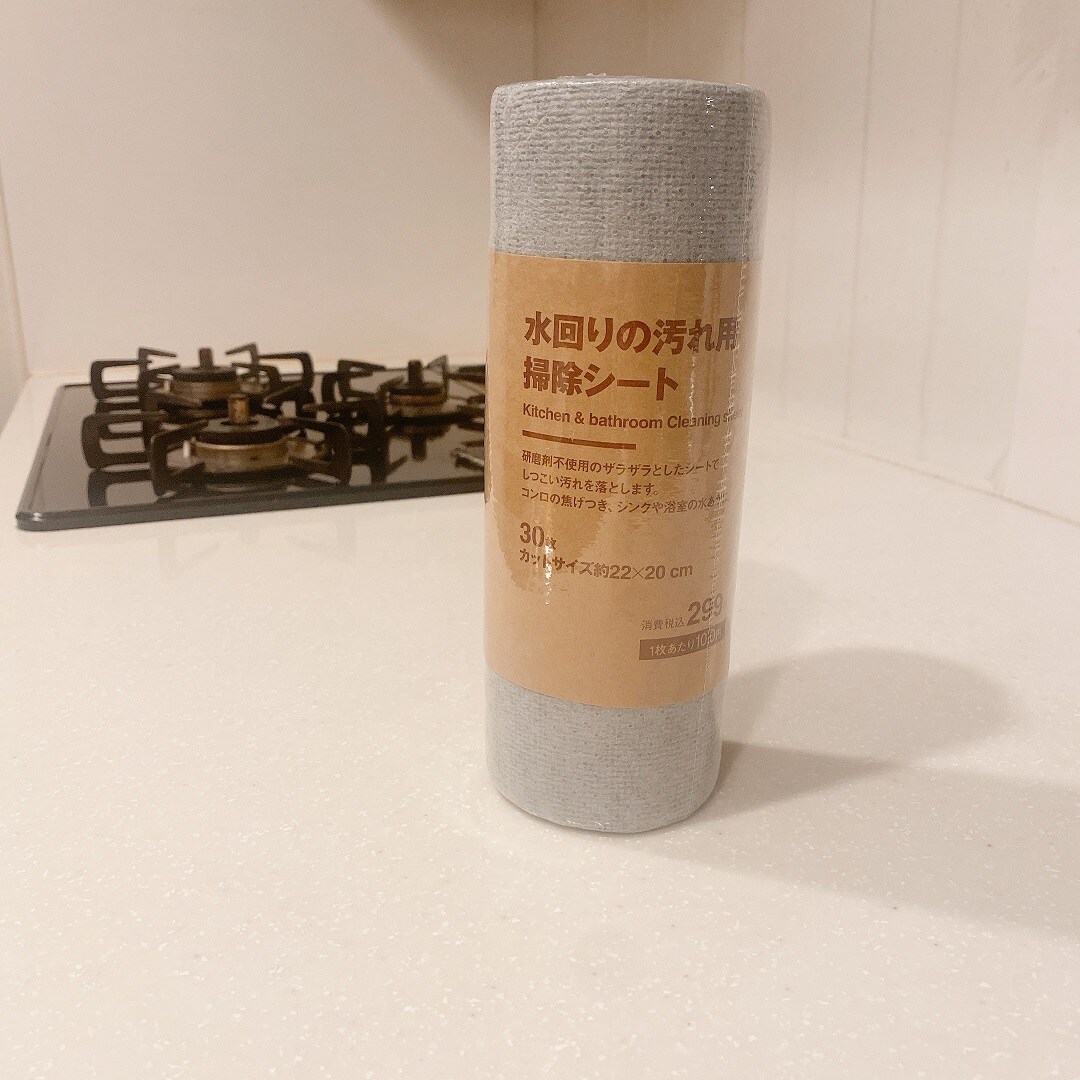 水回りの汚れ用
掃除シート
Kitchen & bathroom Cleaning
研磨剤不使用のザラザラとしたシートで
しつこい汚れを落とします。
コンロの焦げつき、シンクや浴室の水あ
30枚
カットサイズ約22×20 cm
消費税込 299
1枚あたり